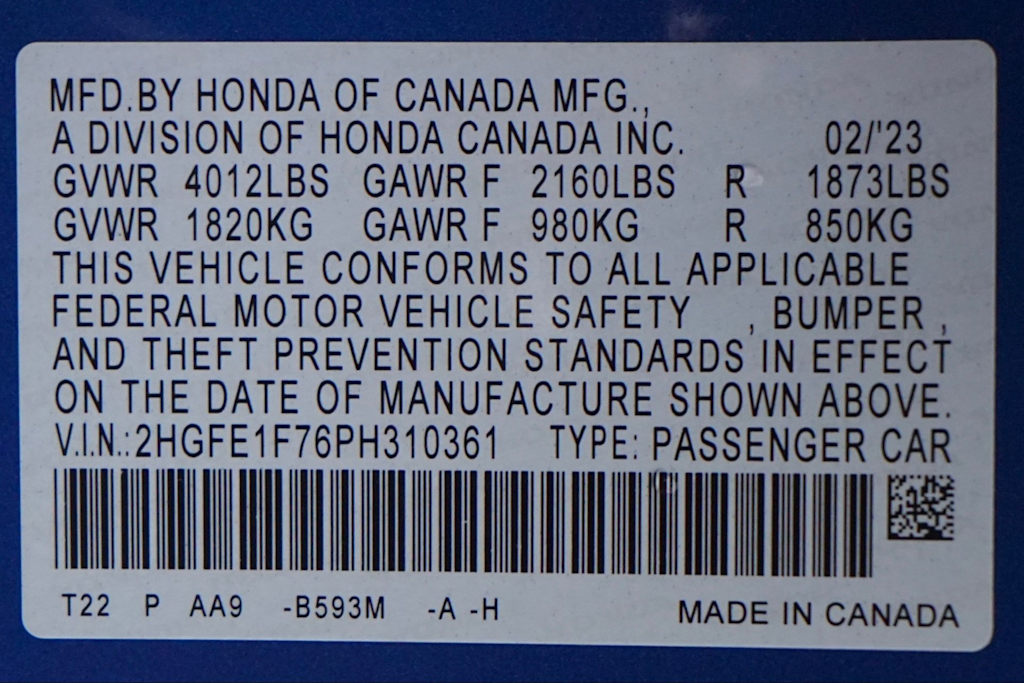 MFD.BY HONDA OF CANADA MFG.,
A DIVISION OF HONDA CANADA INC. 02/'23
GVWR 4012LBS GAWR F 2160LBS R 1873LBS
GVWR 1820KG GAWR F 980KG R 850KG
THIS VEHICLE CONFORMS TO ALL APPLICABLE
FEDERAL MOTOR VEHICLE SAFETY , BUMPER ,
AND THEFT PREVENTION STANDARDS IN EFFECT
ON THE DATE OF MANUFACTURE SHOWN ABOVE.
V.I.N.:2HGFE1F76PH310361 TYPE: PASSENGER CAR
T22 P AA9 -B593M -A -H MADE IN CANADA